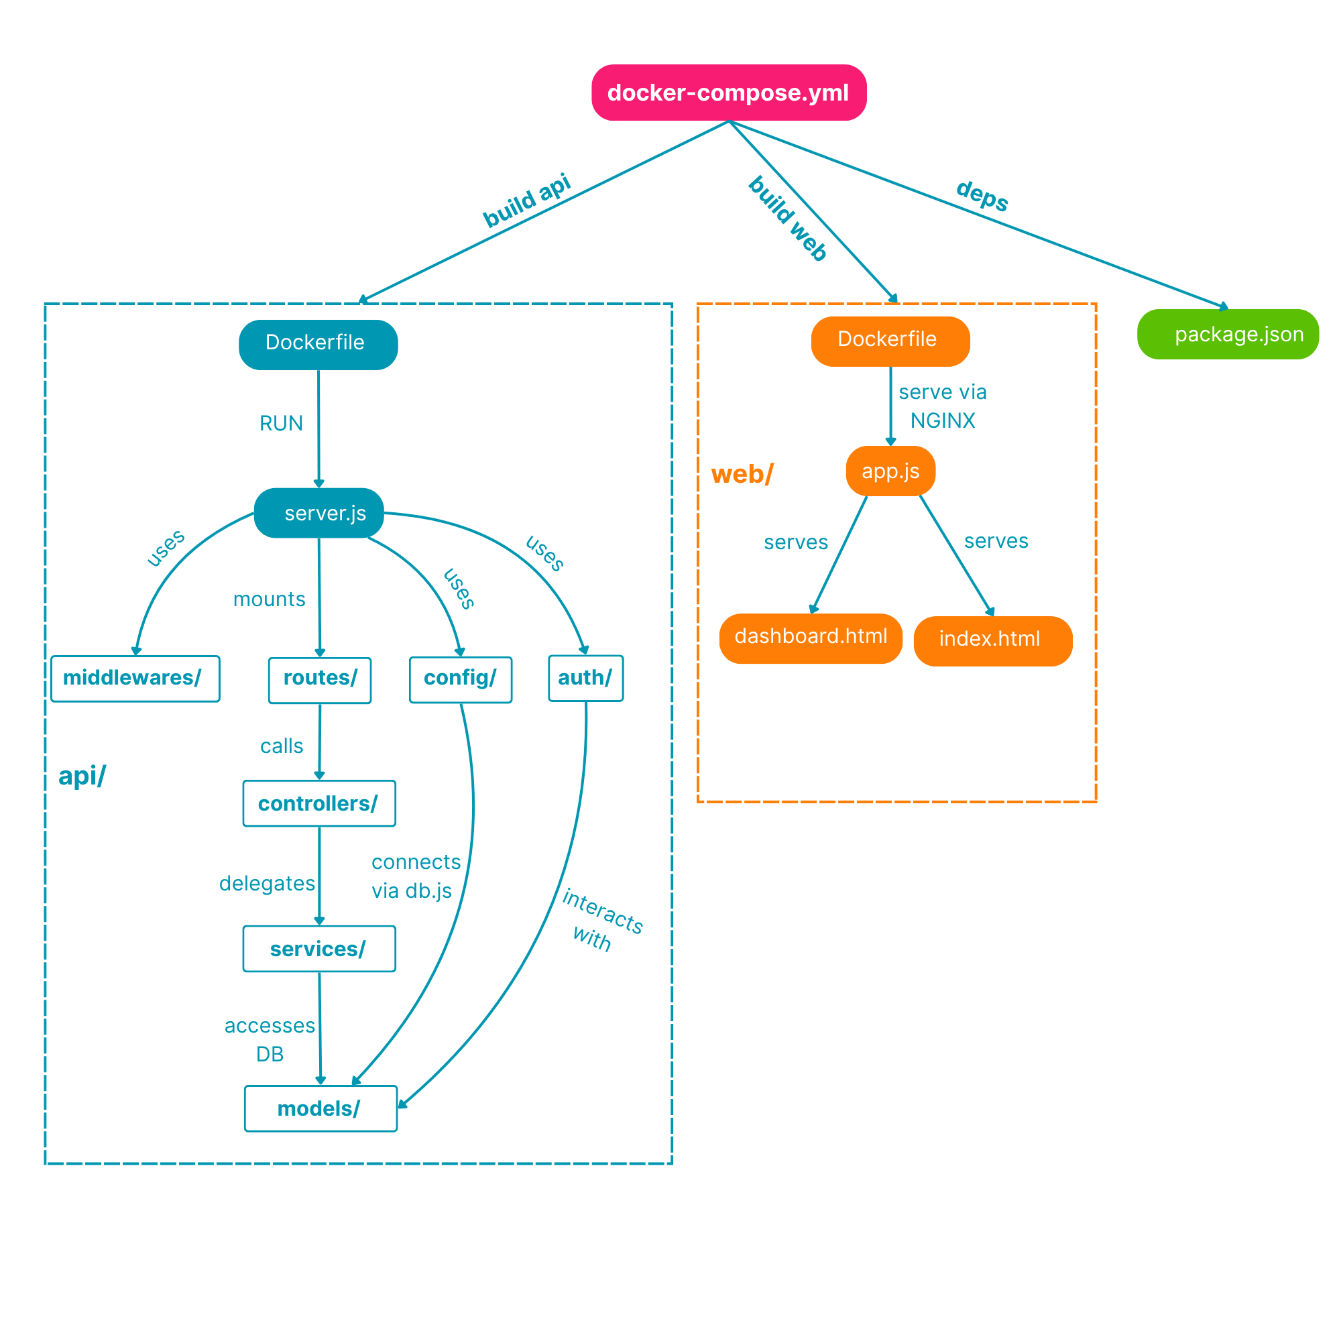 docker-compose.yml
build api
build web
deps
Dockerfile
RUN
server.js
uses
mounts
uses
uses
middlewares/
routes/
config/
auth/
calls
api/
controllers/
connects
via db.js
delegates
interacts
with
services/
accesses
DB
models/
Dockerfile
serve via
NGINX
web/
app.js
serves
serves
dashboard.html
index.html
package.json